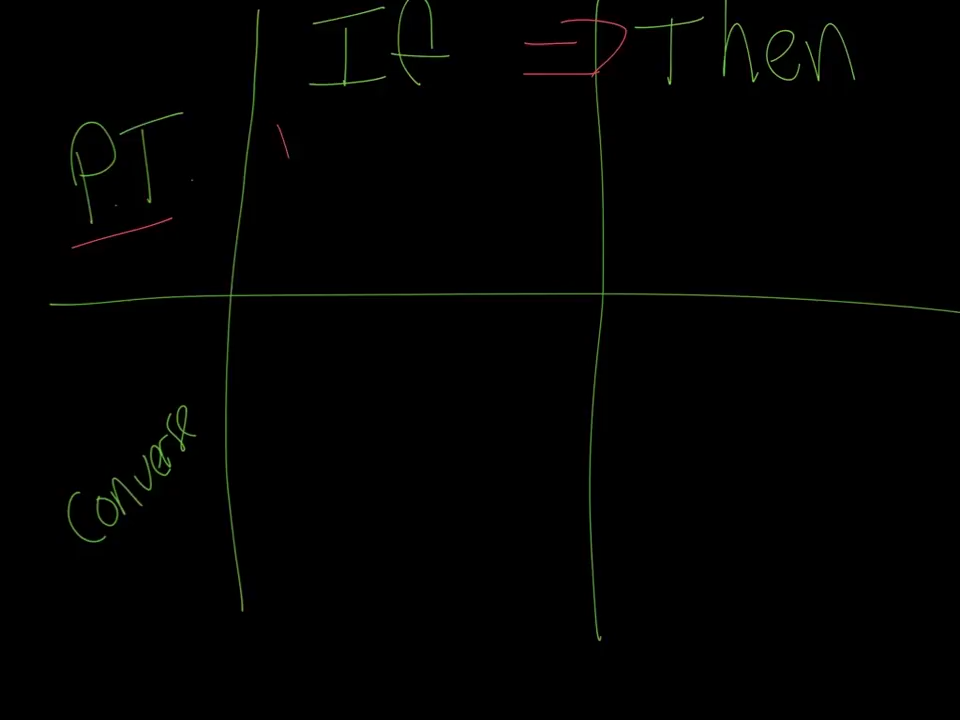 If ⇒ Then
P.T.
Converse